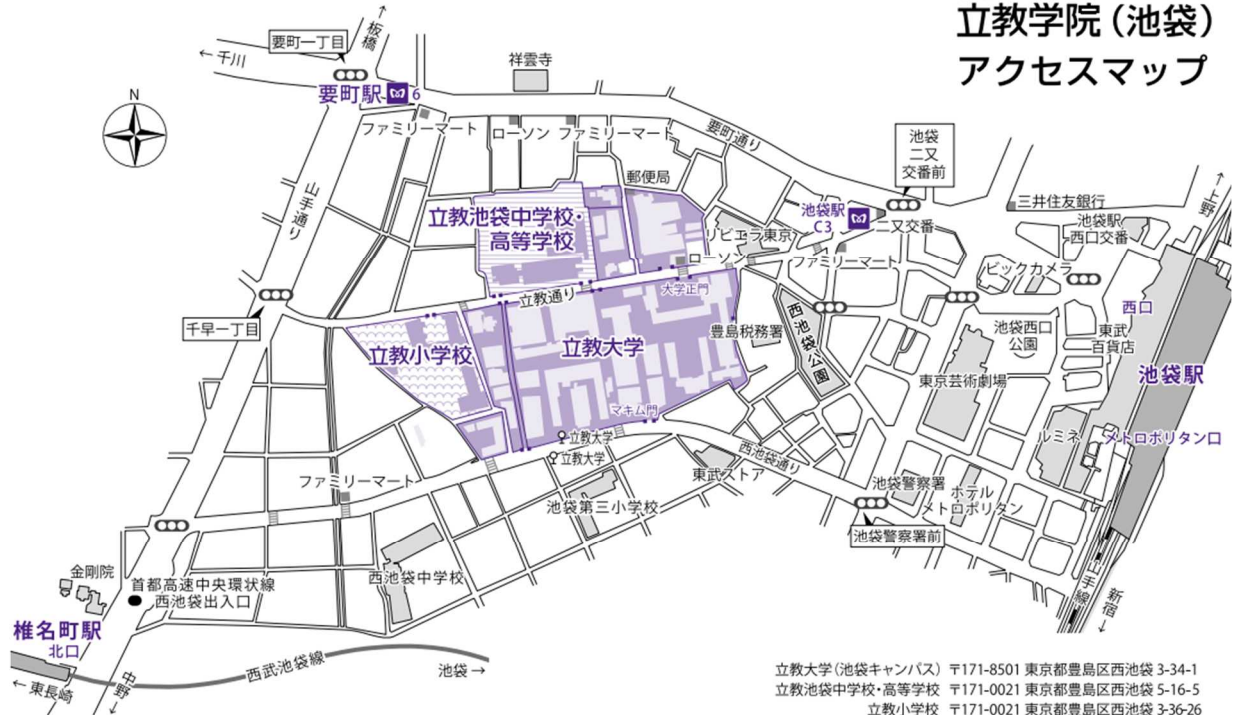 立教学院（池袋）
アクセスマップ
↑板橋
要町一丁目
← 千川
祥雲寺
要町駅
6
N
ファミリーマート
ローソン
ファミリーマート
要町通り
池袋
二又
交番前
郵便局
山手通り
立教池袋中学校・
高等学校
池袋駅
C3
二又交番
三井住友銀行
↑上野
池袋駅
西口交番
リビエラ東京
ローソン
ファミリーマート
ビックカメラ
大学正門
立教通り
西口
千早一丁目
立教小学校
立教大学
豊島税務署
西池袋公園
池袋西口
公園
東武
百貨店
東京芸術劇場
池袋駅
マキム門
立教大学
立教大学
ルミネ
メトロポリタン口
西池袋通り
東武ストア
ファミリーマート
池袋第三小学校
池袋警察署
ホテル
メトロポリタン
池袋警察署前
金剛院
首都高速中央環状線
西池袋出入口
西池袋中学校
山手線
新宿↓
椎名町駅
北口
西武池袋線
池袋 →
← 東長崎
中野↓
立教大学（池袋キャンパス） 〒171-8501 東京都豊島区西池袋 3-34-1
立教池袋中学校・高等学校 〒171-0021 東京都豊島区西池袋 5-16-5
立教小学校 〒171-0021 東京都豊島区西池袋 3-36-26